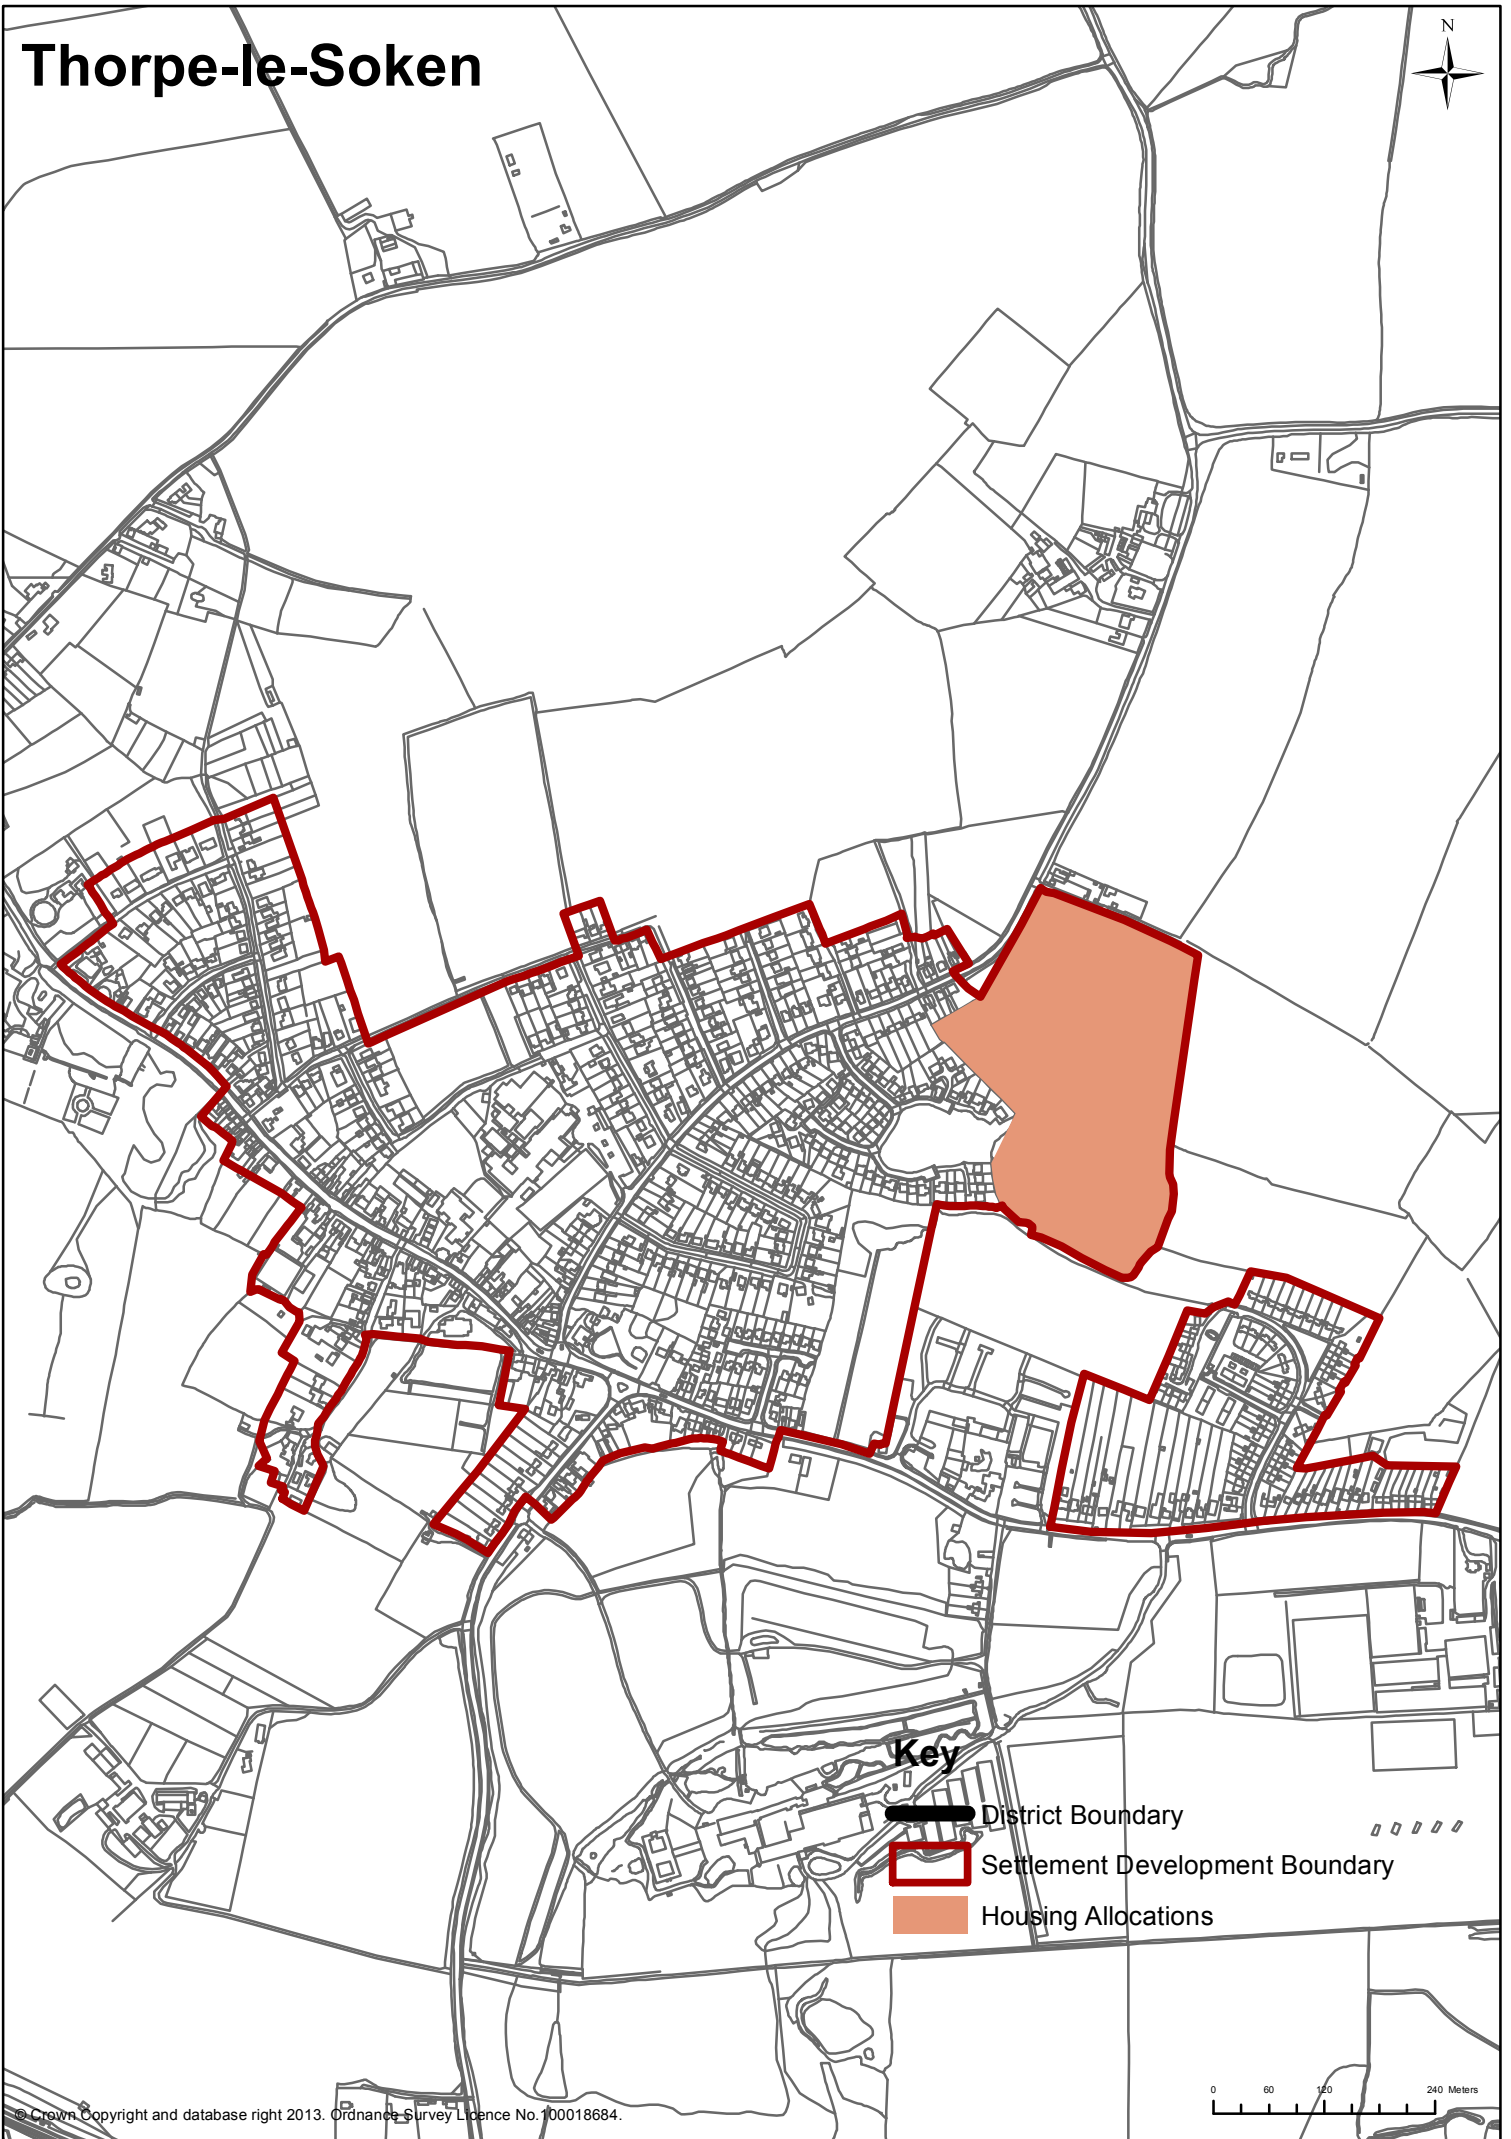 Thorpe-le-Soken
N
Key
District Boundary
Settlement Development Boundary
Housing Allocations
0 60 120 240 Meters
© Crown Copyright and database right 2013. Ordnance Survey Licence No.100018684.